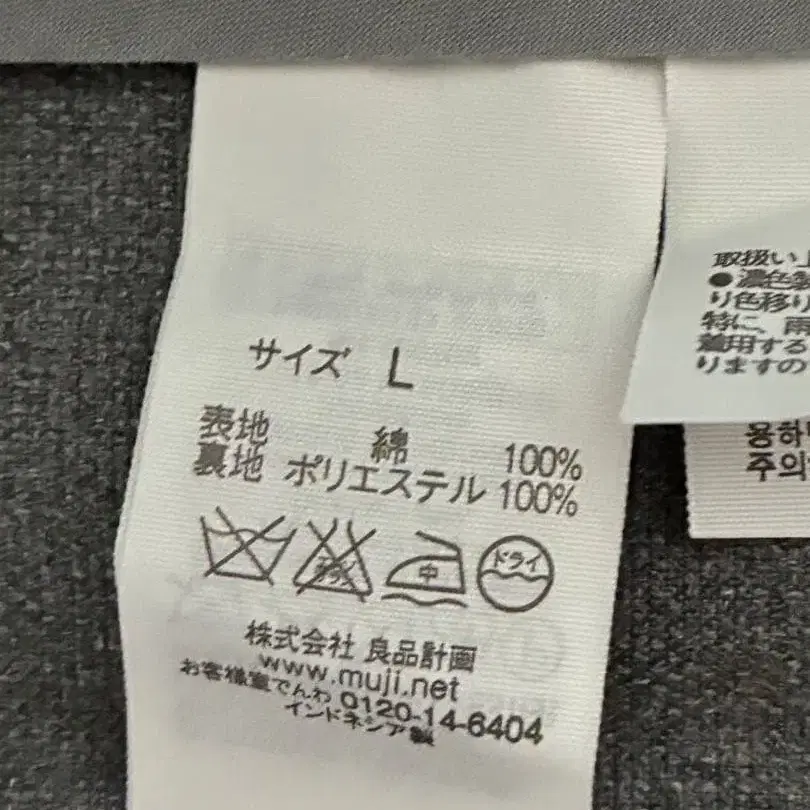 サイズ L
表地 綿 100%
裏地 ポリエステル 100%
中 ドライ
株式会社 良品計画
www.muji.net
お客様室でんわ 0120-14-6404
インドネシア製
取扱い上
●濃色製
り色移り
特に、雨
着用する
りますの
용하
주의